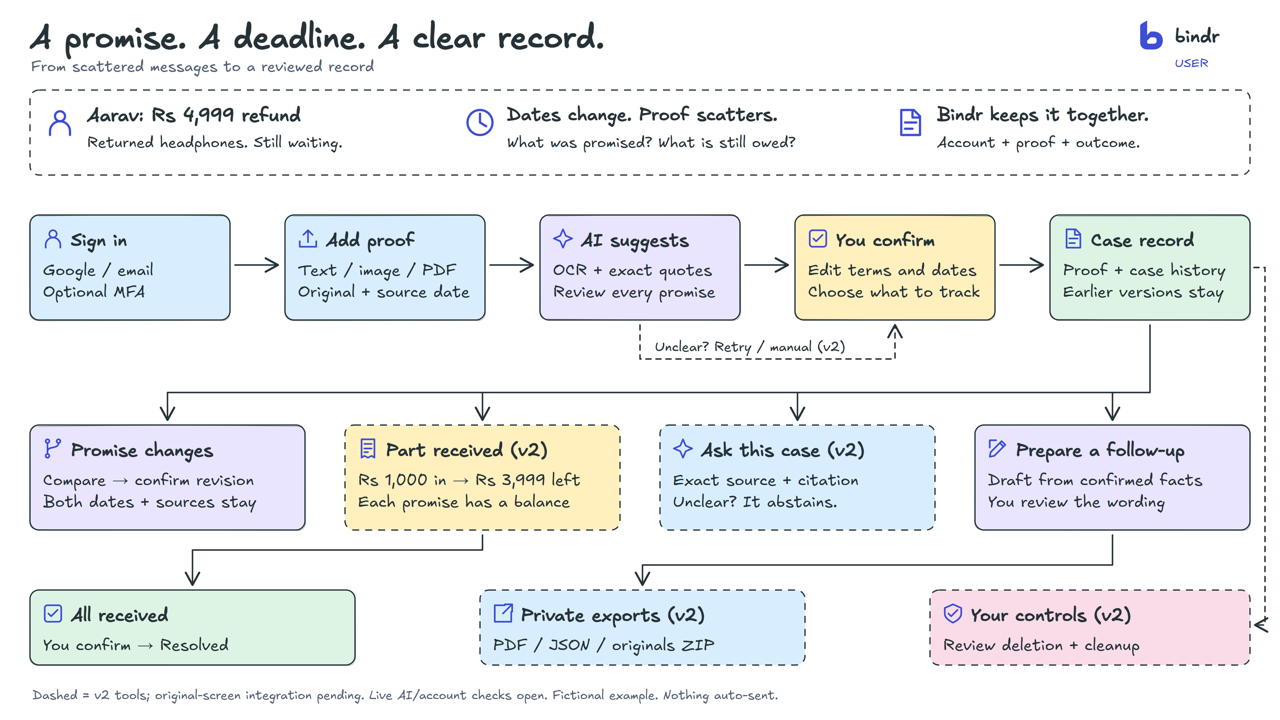 A promise. A deadline. A clear record.
From scattered messages to a reviewed record
bindr
USER
Aarav: Rs 4,999 refund
Returned headphones. Still waiting.
Dates change. Proof scatters.
What was promised? What is still owed?
Bindr keeps it together.
Account + proof + outcome.
Sign in
Google / email
Optional MFA
Add proof
Text / image / PDF
Original + source date
AI suggests
OCR + exact quotes
Review every promise
You confirm
Edit terms and dates
Choose what to track
Case record
Proof + case history
Earlier versions stay
Unclear? Retry / manual (v2)
Promise changes
Compare → confirm revision
Both dates + sources stay
Part received (v2)
Rs 1,000 in → Rs 3,999 left
Each promise has a balance
Ask this case (v2)
Exact source + citation
Unclear? It abstains.
Prepare a follow-up
Draft from confirmed facts
You review the wording
All received
You confirm → Resolved
Private exports (v2)
PDF / JSON / originals ZIP
Your controls (v2)
Review deletion + cleanup
Dashed = v2 tools; original-screen integration pending. Live AI/account checks open. Fictional example. Nothing auto-sent.